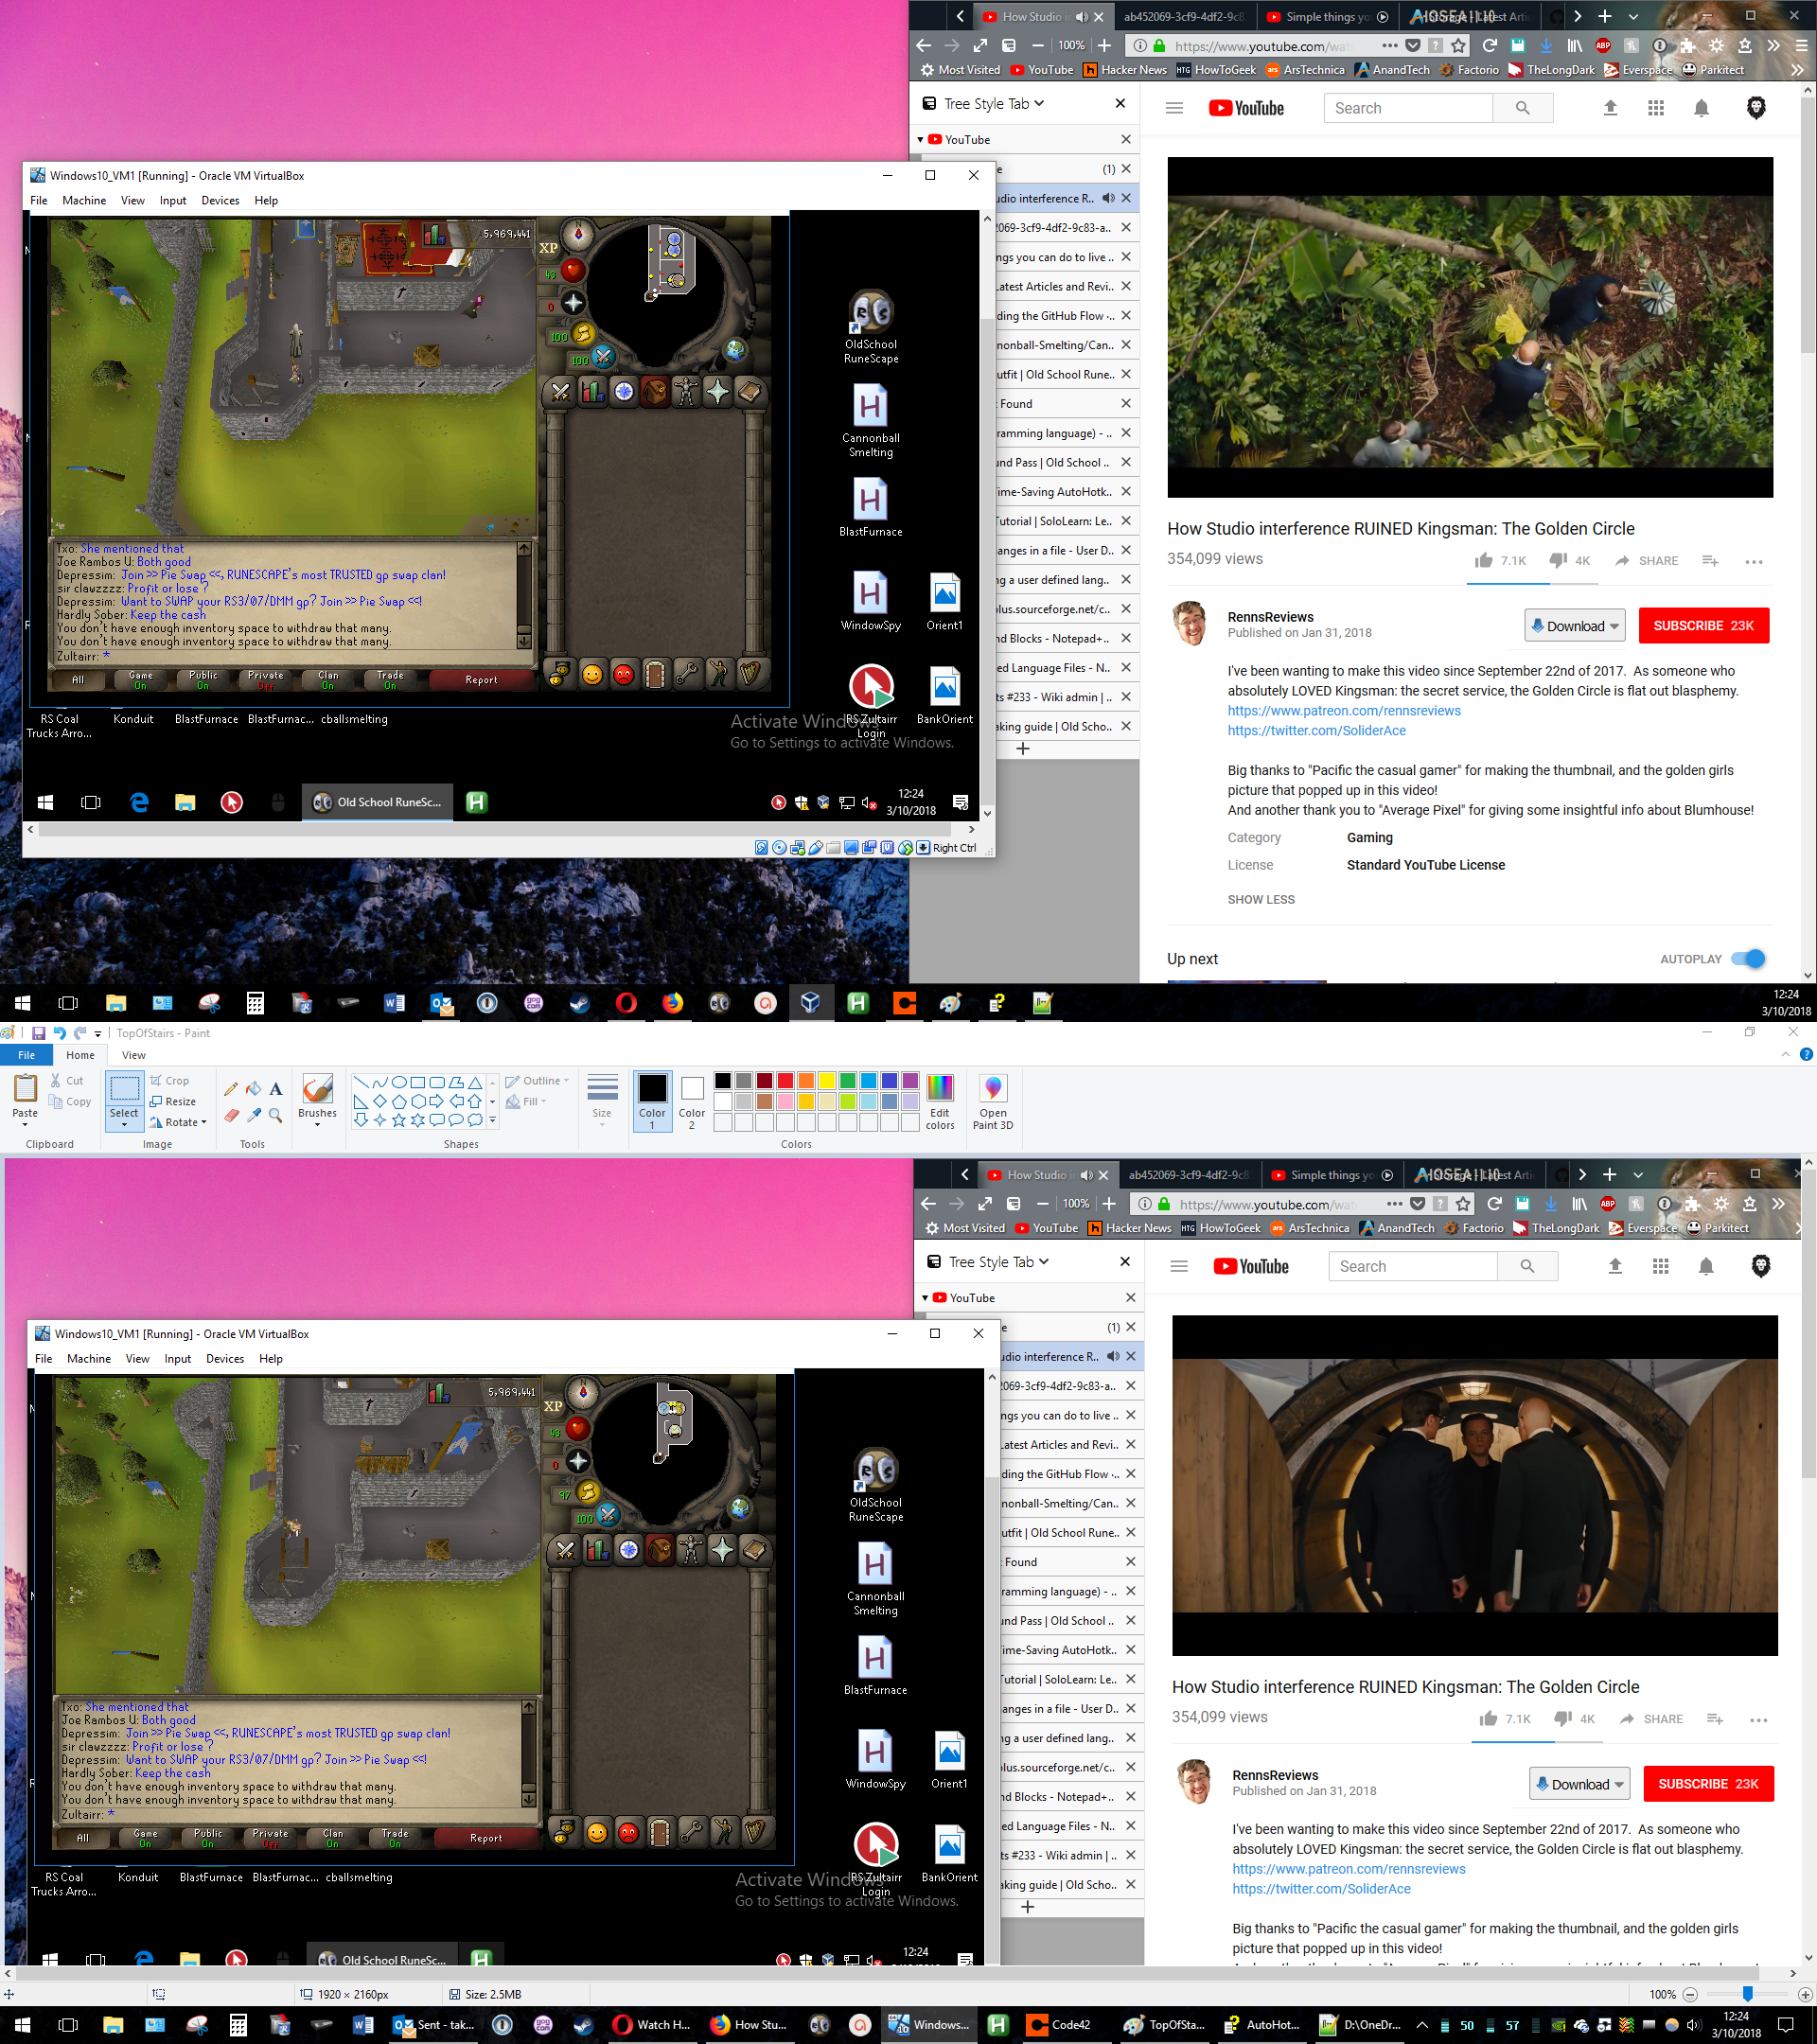 How Studio i
ab452069-3cf9-4df2-9c8
Simple things yo
100%
https://www.youtube.com/wat
Most Visited
YouTube
Hacker News
HowToGeek
ArsTechnica
AnandTech
Factorio
TheLongDark
Everspace
Parkitect
Tree Style Tab
YouTube
Search
YouTube
(1)
udio interference R..
2069-3cf9-4df2-9c83-a..
ngs you can do to live ..
Latest Articles and Revi..
ding the GitHub Flow ·..
nonball-Smelting/Can..
utfit | Old School Rune..
t Found
ramming language) - ..
und Pass | Old School ..
Time-Saving AutoHotk..
Tutorial | SoloLearn: Le..
anges in a file - User D..
ng a user defined lang..
plus.sourceforge.net/c..
nd Blocks - Notepad+..
ed Language Files - N..
ts #233 - Wiki admin | ..
aking guide | Old Scho..
Windows10_VM1 [Running] - Oracle VM VirtualBox
File Machine View Input Devices Help
5,969,441
XP
43
0
100
100
OldSchool
RuneScape
Cannonball
Smelting
BlastFurnace
WindowSpy
Orient1
RS Zultairr
Login
BankOrient
Txo: She mentioned that
Joe Rambos U: Both good
Depressim: Join >> Pie Swap <<, RUNESCAPE's most TRUSTED gp swap clan!
sir clawzzzz: Profit or lose ?
Depressim: Want to SWAP your RS3/07/DMM gp? Join >> Pie Swap <<!
Hardly Sober: Keep the cash
You don't have enough inventory space to withdraw that many.
You don't have enough inventory space to withdraw that many.
Zultairr: *
All
Game
On
Public
On
Private
Off
Clan
On
Trade
On
Report
RS Coal
Trucks Arro...
Konduit
BlastFurnace
BlastFurnac...
cballsmelting
Activate Windows
Go to Settings to activate Windows.
Old School RuneSc...
12:24
3/10/2018
Right Ctrl
How Studio interference RUINED Kingsman: The Golden Circle
354,099 views
7.1K
4K
SHARE
RennsReviews
Published on Jan 31, 2018
Download
SUBSCRIBE 23K
I've been wanting to make this video since September 22nd of 2017. As someone who
absolutely LOVED Kingsman: the secret service, the Golden Circle is flat out blasphemy.
https://www.patreon.com/rennsreviews
https://twitter.com/SoliderAce
Big thanks to "Pacific the casual gamer" for making the thumbnail, and the golden girls
picture that popped up in this video!
And another thank you to "Average Pixel" for giving some insightful info about Blumhouse!
Category Gaming
License Standard YouTube License
SHOW LESS
Up next
AUTOPLAY
12:24
3/10/2018
TopOfStairs - Paint
File Home View
Paste
Cut
Copy
Clipboard
Select
Crop
Resize
Rotate
Image
Tools
Brushes
Outline
Fill
Shapes
Size
Color
1
Color
2
Colors
Edit
colors
Open
Paint 3D
How Studio i
ab452069-3cf9-4df2-9c8
Simple things yo
100%
https://www.youtube.com/wat
Most Visited
YouTube
Hacker News
HowToGeek
ArsTechnica
AnandTech
Factorio
TheLongDark
Everspace
Parkitect
Tree Style Tab
YouTube
Search
YouTube
(1)
udio interference R..
2069-3cf9-4df2-9c83-a..
ngs you can do to live ..
Latest Articles and Revi..
ding the GitHub Flow ·..
nonball-Smelting/Can..
utfit | Old School Rune..
t Found
ramming language) - ..
und Pass | Old School ..
Time-Saving AutoHotk..
Tutorial | SoloLearn: Le..
anges in a file - User D..
ng a user defined lang..
plus.sourceforge.net/c..
nd Blocks - Notepad+..
ed Language Files - N..
ts #233 - Wiki admin | ..
aking guide | Old Scho..
Windows10_VM1 [Running] - Oracle VM VirtualBox
File Machine View Input Devices Help
5,969,441
XP
43
0
97
100
OldSchool
RuneScape
Cannonball
Smelting
BlastFurnace
WindowSpy
Orient1
RS Zultairr
Login
BankOrient
Txo: She mentioned that
Joe Rambos U: Both good
Depressim: Join >> Pie Swap <<, RUNESCAPE's most TRUSTED gp swap clan!
sir clawzzzz: Profit or lose ?
Depressim: Want to SWAP your RS3/07/DMM gp? Join >> Pie Swap <<!
Hardly Sober: Keep the cash
You don't have enough inventory space to withdraw that many.
You don't have enough inventory space to withdraw that many.
Zultairr: *
All
Game
On
Public
On
Private
Off
Clan
On
Trade
On
Report
RS Coal
Trucks Arro...
Konduit
BlastFurnace
BlastFurnac...
cballsmelting
Activate Windows
Go to Settings to activate Windows.
Old School RuneSc...
12:24
How Studio interference RUINED Kingsman: The Golden Circle
354,099 views
7.1K
4K
SHARE
RennsReviews
Published on Jan 31, 2018
Download
SUBSCRIBE 23K
I've been wanting to make this video since September 22nd of 2017. As someone who
absolutely LOVED Kingsman: the secret service, the Golden Circle is flat out blasphemy.
https://www.patreon.com/rennsreviews
https://twitter.com/SoliderAce
Big thanks to "Pacific the casual gamer" for making the thumbnail, and the golden girls
picture that popped up in this video!
1920 × 2160px
Size: 2.5MB
100%
Sent - tak...
Watch H...
How Stu...
Windows...
Code42
TopOfSta...
AutoHot...
D:\OneDr...
50
57
12:24
3/10/2018